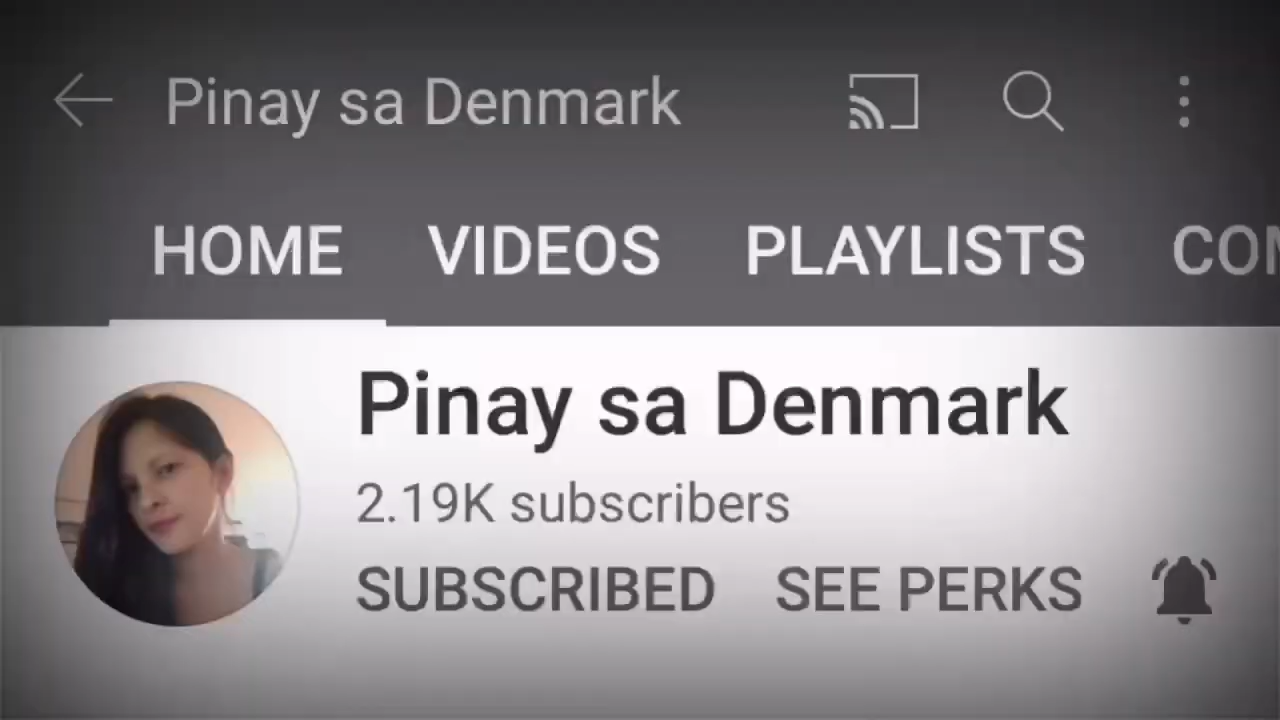 Pinay sa Denmark
HOME VIDEOS PLAYLISTS
Pinay sa Denmark
2.19K subscribers
SUBSCRIBED SEE PERKS